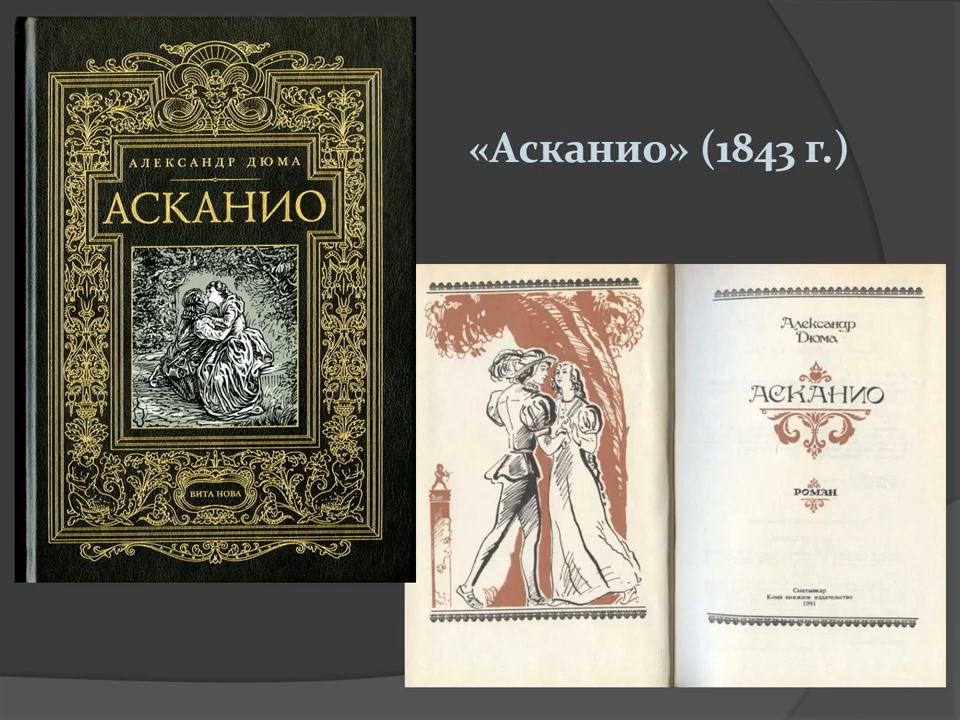 АЛЕКСАНДР ДЮМА
АСКАНИО
ВИТА НОВА
«Асканио» (1843 г.)
Александр
Дюма
АСКАНИО
РОМАН
Сыктывкар
Коми книжное издательство
1991